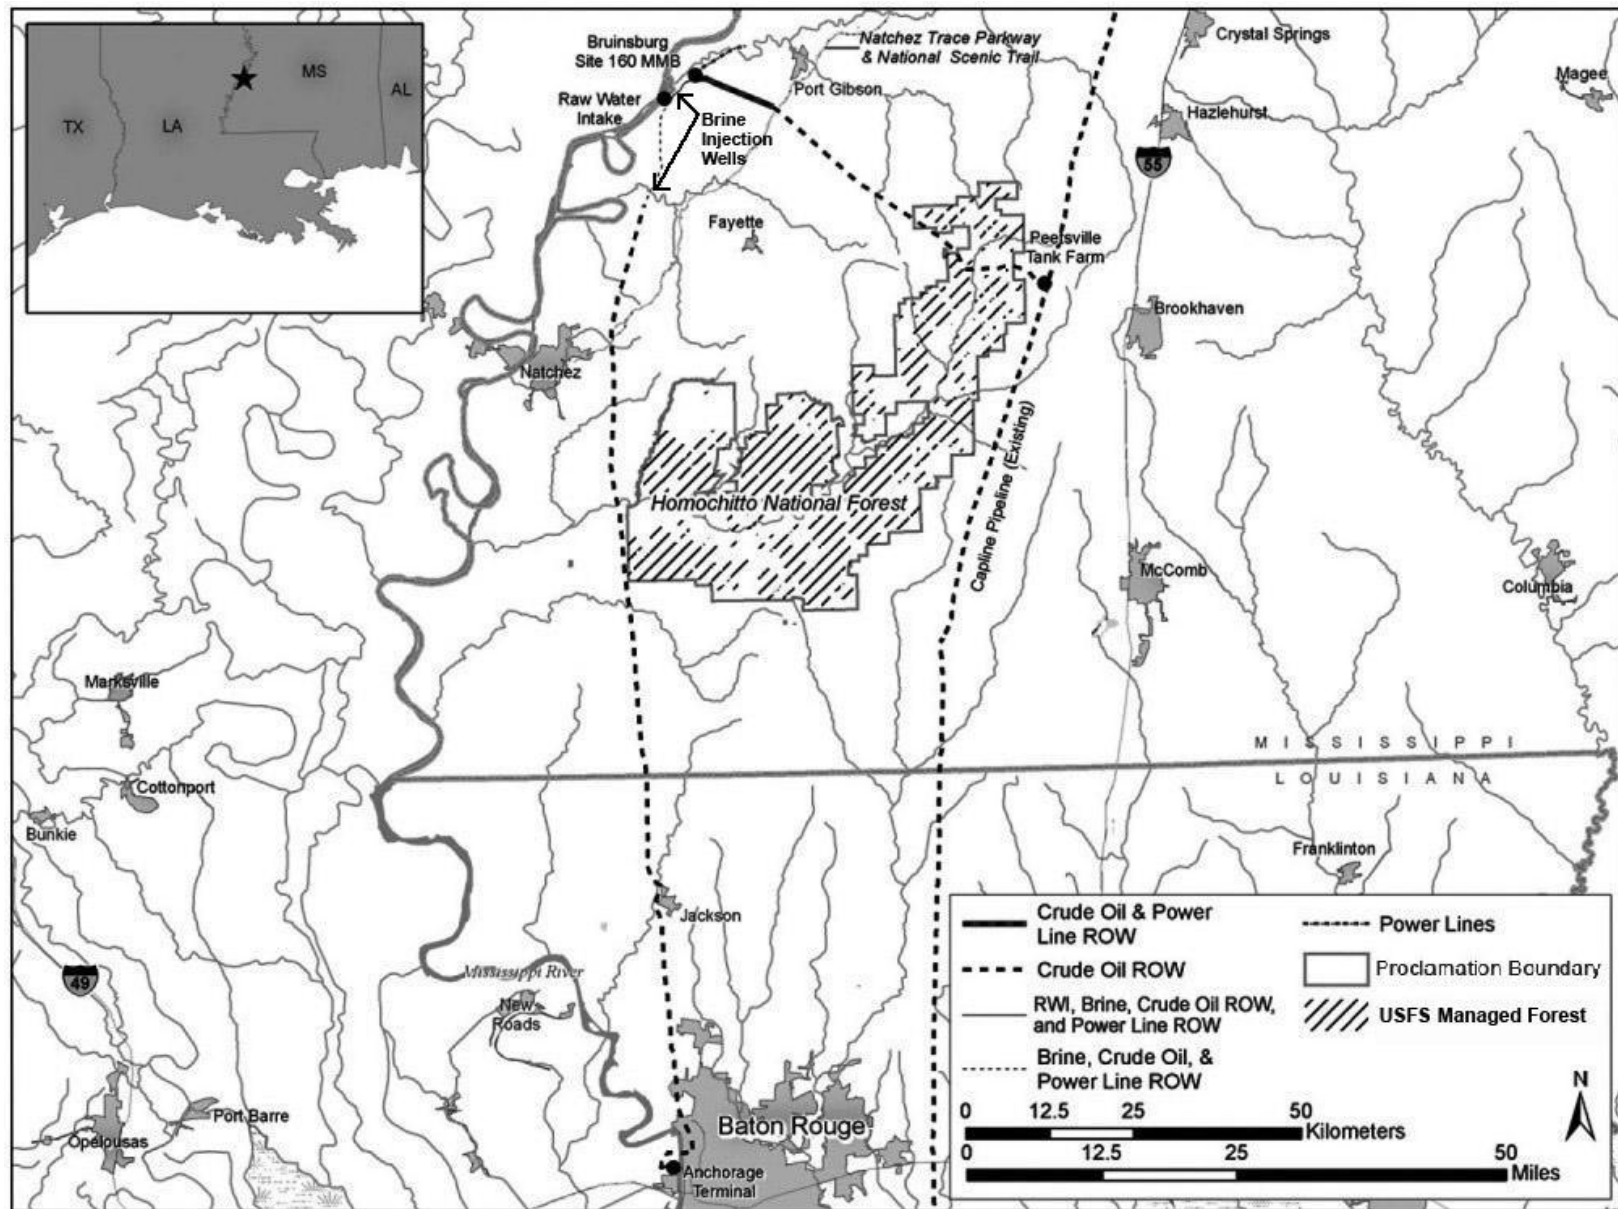 TX
LA
MS
AL
Bruinsburg
Site 160 MMB
Raw Water
Intake
Brine
Injection
Wells
Natchez Trace Parkway
& National Scenic Trail
Port Gibson
Crystal Springs
Magee
Hazlehurst
55
Fayette
Peetsville
Tank Farm
Brookhaven
Natchez
Homochitto National Forest
Capline Pipeline (Existing)
McComb
Columbia
Marksville
MISSISSIPPI
LOUISIANA
Cottonport
Bunkie
Franklinton
Jackson
Mississippi River
49
New
Roads
Port Barre
Opelousas
Baton Rouge
Anchorage
Terminal
Crude Oil & Power
Line ROW
Crude Oil ROW
RWI, Brine, Crude Oil ROW,
and Power Line ROW
Brine, Crude Oil, &
Power Line ROW
Power Lines
Proclamation Boundary
USFS Managed Forest
N
0 12.5 25 50
Kilometers
0 12.5 25 50
Miles